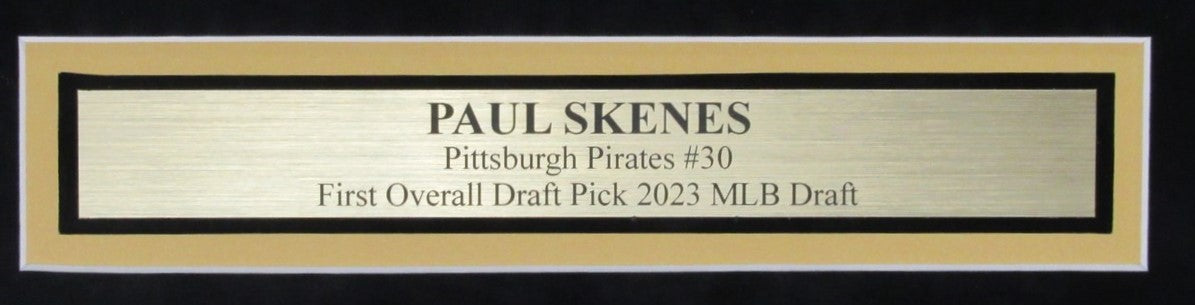 PAUL SKENES
Pittsburgh Pirates #30
First Overall Draft Pick 2023 MLB Draft